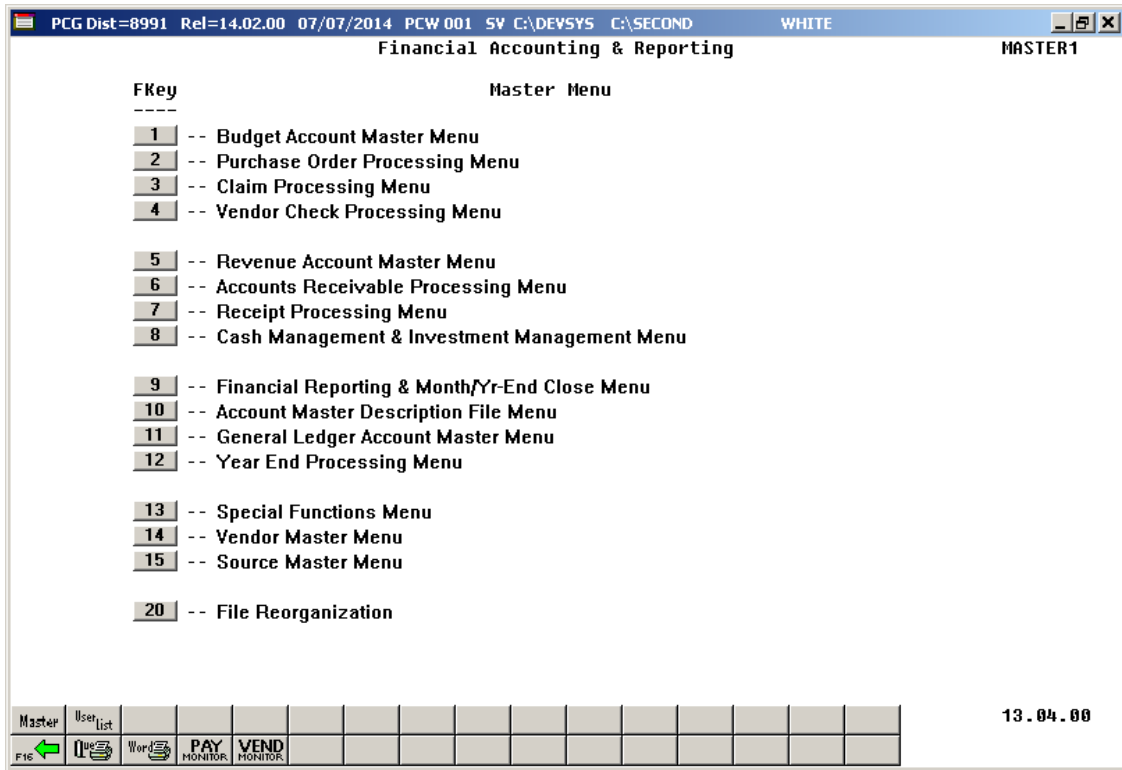 PCG Dist=8991 Rel=14.02.00 07/07/2014 PCW 001 SV C:\DEVSYS C:\SECOND WHITE
Financial Accounting & Reporting MASTER1
FKey Master Menu
----
1 -- Budget Account Master Menu
2 -- Purchase Order Processing Menu
3 -- Claim Processing Menu
4 -- Vendor Check Processing Menu
5 -- Revenue Account Master Menu
6 -- Accounts Receivable Processing Menu
7 -- Receipt Processing Menu
8 -- Cash Management & Investment Management Menu
9 -- Financial Reporting & Month/Yr-End Close Menu
10 -- Account Master Description File Menu
11 -- General Ledger Account Master Menu
12 -- Year End Processing Menu
13 -- Special Functions Menu
14 -- Vendor Master Menu
15 -- Source Master Menu
20 -- File Reorganization
Master User List 13.04.00
F16 Que Word PAY MONITOR VEND MONITOR